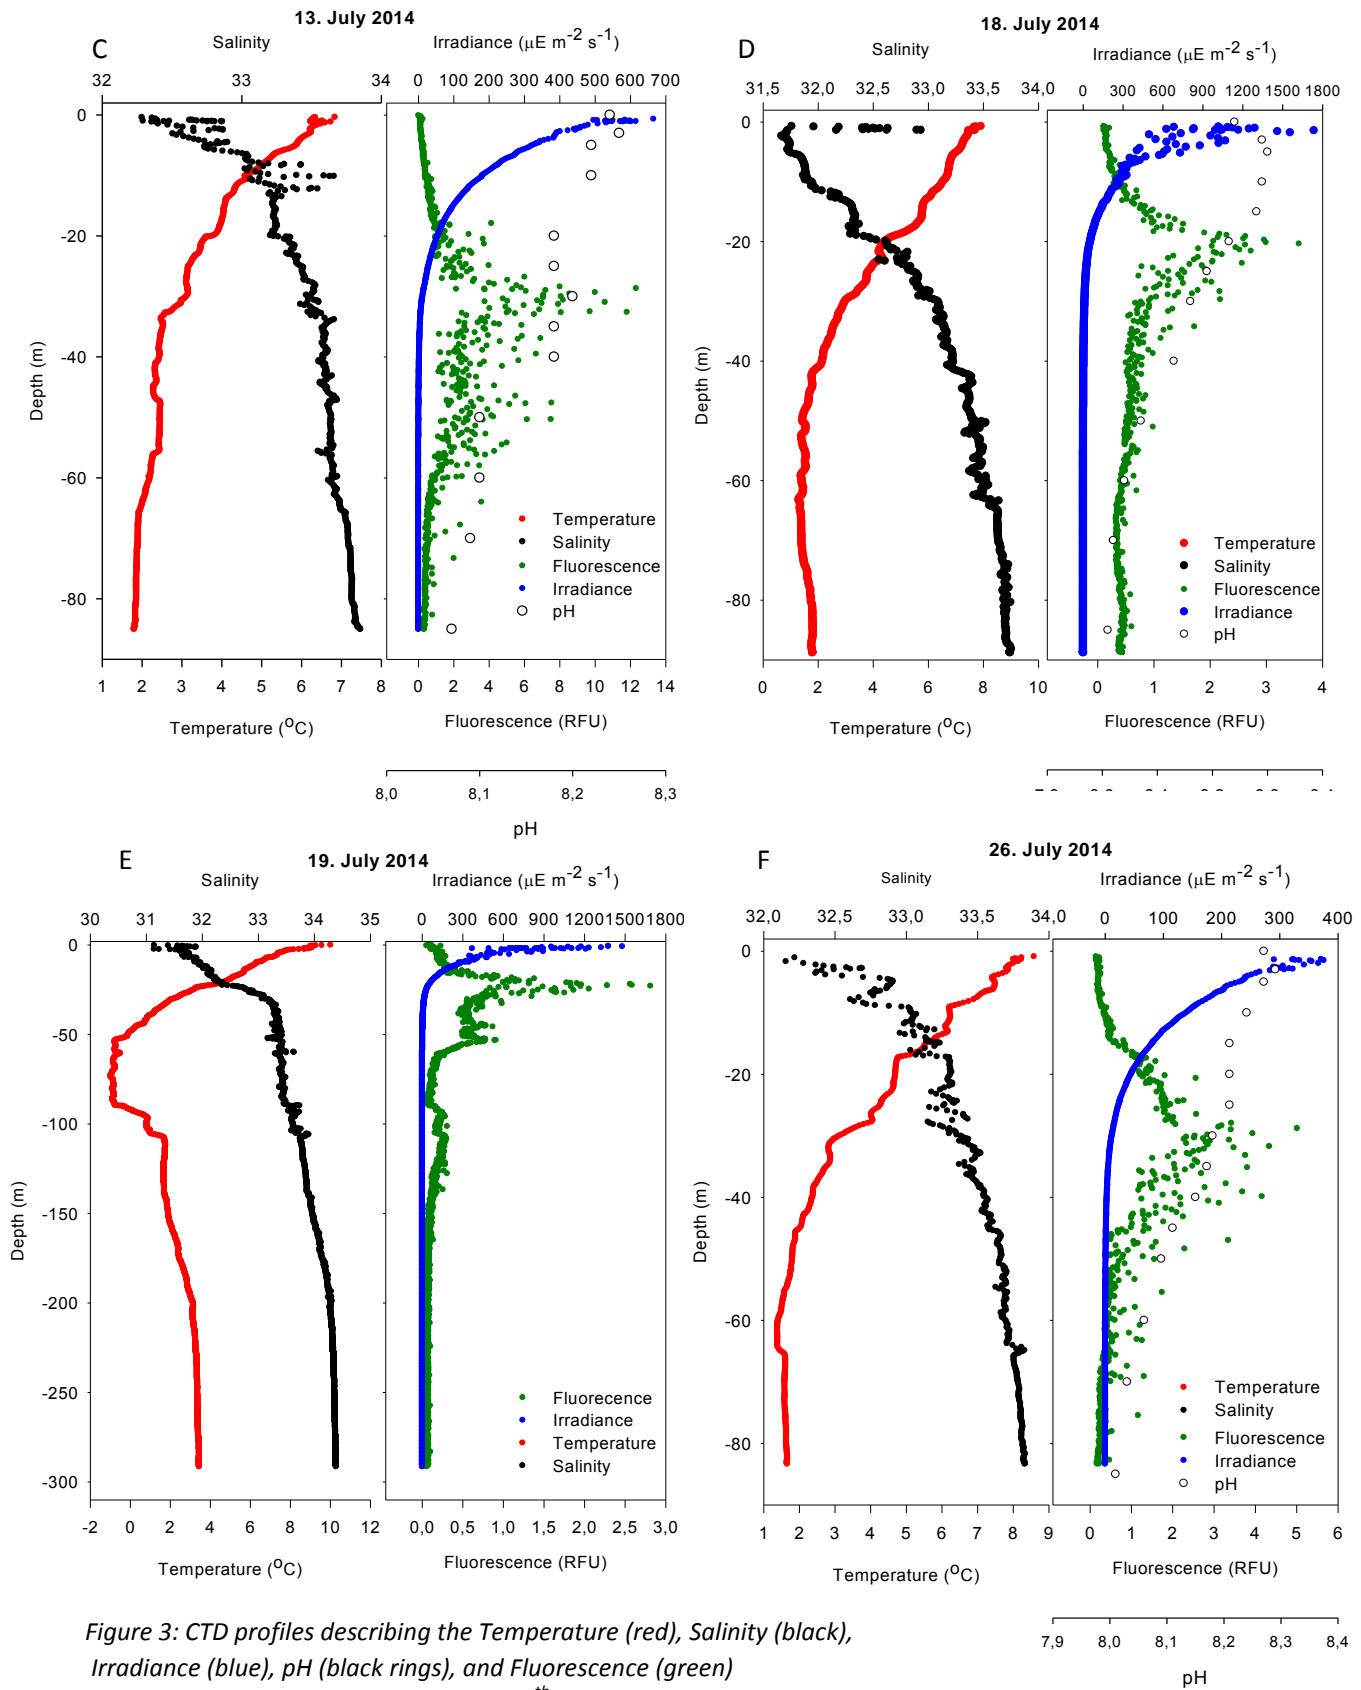 13. July 2014
C
Salinity
Irradiance (μE m-2 s-1)
32 33 34
0 100 200 300 400 500 600 700
0
-20
-40
-60
-80
Depth (m)
Temperature
Salinity
Fluorescence
Irradiance
pH
1 2 3 4 5 6 7 8
0 2 4 6 8 10 12 14
Temperature (oC)
Fluorescence (RFU)
8,0 8,1 8,2 8,3
pH
18. July 2014
D
Salinity
Irradiance (μE m-2 s-1)
31,5 32,0 32,5 33,0 33,5 34,0
0 300 600 900 1200 1500 1800
0
-20
-40
-60
-80
Depth (m)
Temperature
Salinity
Fluorescence
Irradiance
pH
0 2 4 6 8 10
0 1 2 3 4
Temperature (oC)
Fluorescence (RFU)
E
19. July 2014
Salinity
Irradiance (μE m-2 s-1)
30 31 32 33 34 35
0 300 600 900 1200 1500 1800
0
-50
-100
-150
-200
-250
-300
Depth (m)
Fluorecence
Irradiance
Temperature
Salinity
-2 0 2 4 6 8 10 12
0,0 0,5 1,0 1,5 2,0 2,5 3,0
Temperature (oC)
Fluorescence (RFU)
F
26. July 2014
Salinity
Irradiance (μE m-2 s-1)
32,0 32,5 33,0 33,5 34,0
0 100 200 300 400
0
-20
-40
-60
-80
Depth (m)
Temperature
Salinity
Fluorescence
Irradiance
pH
1 2 3 4 5 6 7 8 9
0 1 2 3 4 5 6
Temperature (oC)
Fluorescence (RFU)
7,9 8,0 8,1 8,2 8,3 8,4
pH
Figure 3: CTD profiles describing the Temperature (red), Salinity (black),
Irradiance (blue), pH (black rings), and Fluorescence (green)
th